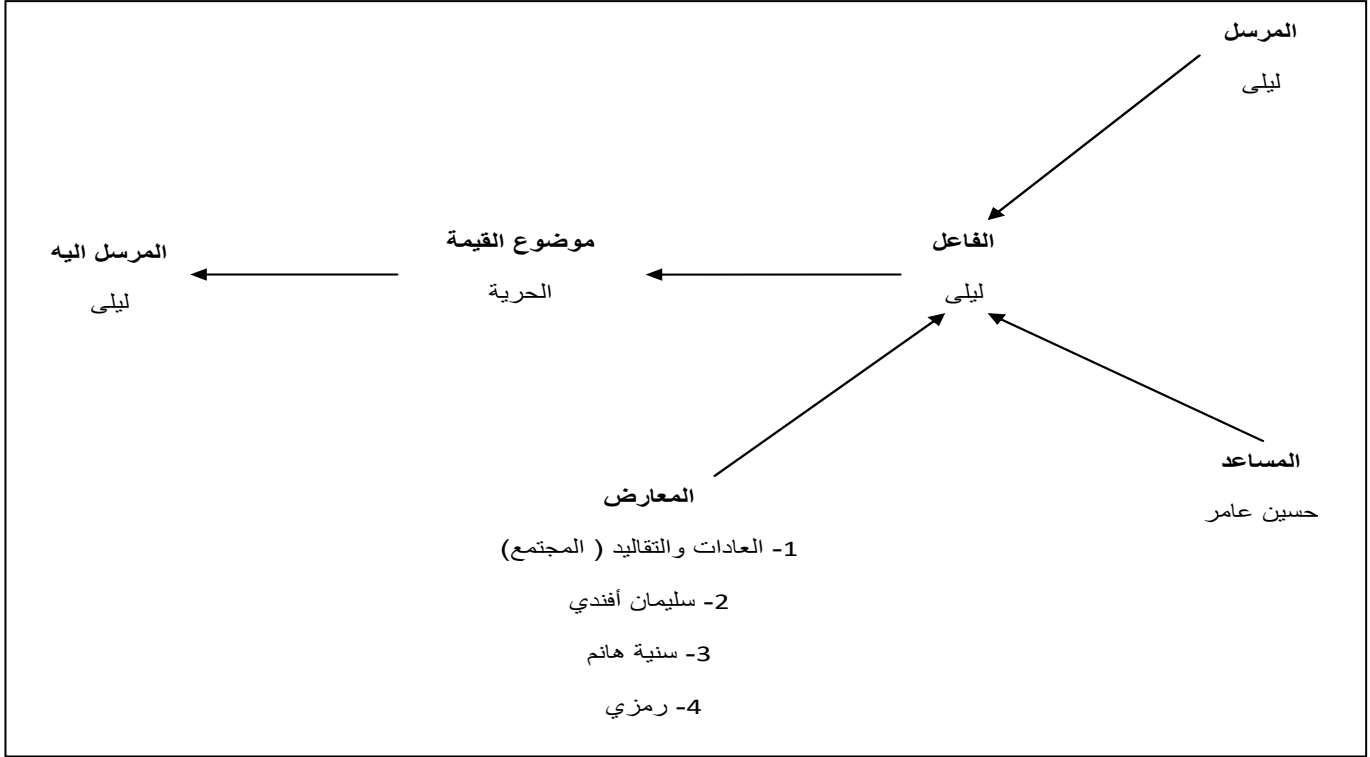 المرسل
ليلى
الفاعل
ليلى
موضوع القيمة
الحرية
المرسل اليه
ليلى
المساعد
حسين عامر
المعارض
1- العادات والتقاليد ( المجتمع)
2- سليمان أفندي
3- سنية هانم
4- رمزي